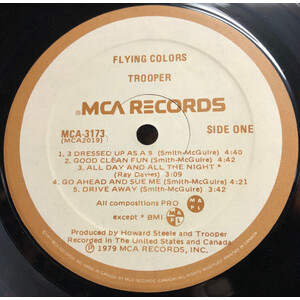 FLYING COLORS
TROOPER
MCA RECORDS
MCA-3173
(MCA2019)
SIDE ONE
1. 3 DRESSED UP AS A 9 (Smith-McGuire) 4:42
2. GOOD CLEAN FUN (Smith-McGuire) 4:42
3. ALL DAY AND ALL THE NIGHT *
(Ray Davies) 3:09
4. GO AHEAD AND SUE ME (Smith-McGuire) 4:21
5. DRIVE AWAY (Smith-McGuire) 5:04
All compositions PRO
except * BMI
MAPL
MAPL
Produced by Howard Steele and Trooper
Recorded in The United States and Canada
℗ 1979 MCA RECORDS, INC.